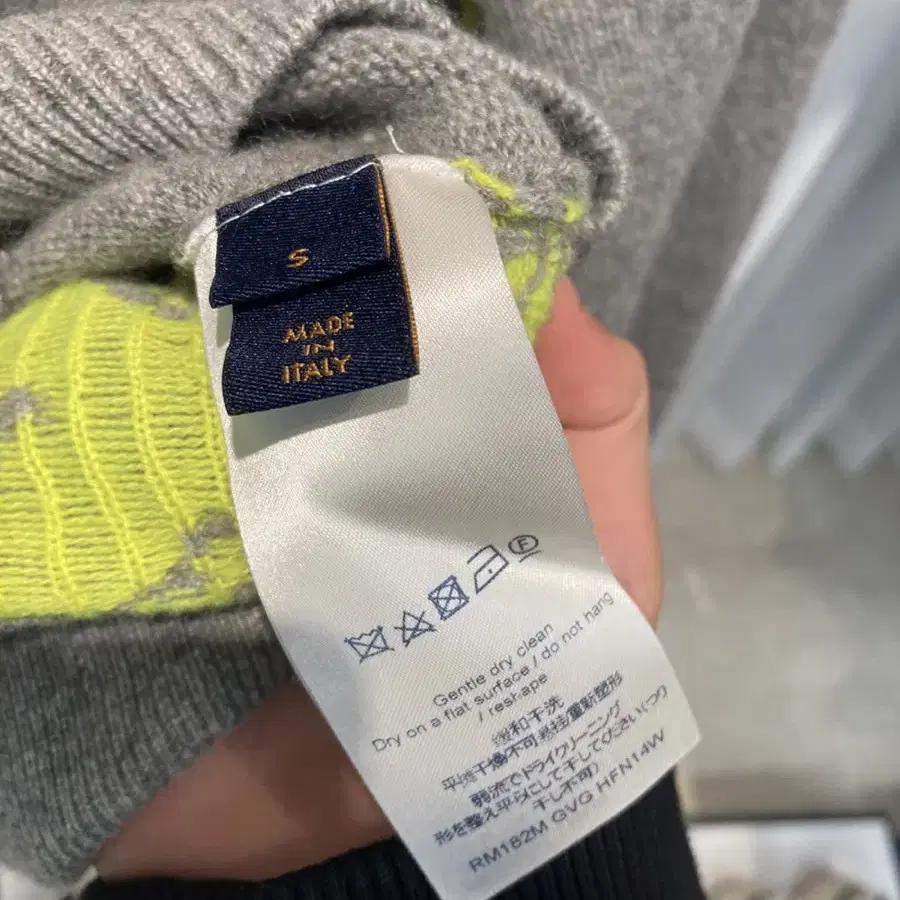 S
MADE
IN
ITALY
F
Gentle dry clean
Dry on a flat surface / do not hang
/ reshape
缓和干洗
平摊干燥不可悬挂重新塑形
弱流でドライクリーニング
形を整え平らにして干してください(つり
干し不可)
RM182M GVG HFN14W